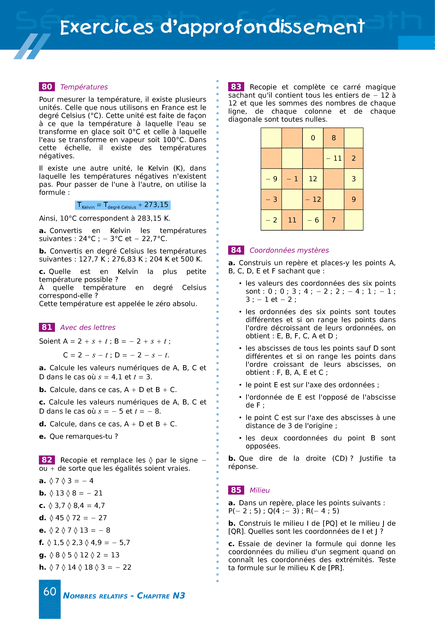 Exercices d'approfondissement
80 Températures
Pour mesurer la température, il existe plusieurs
unités. Celle que nous utilisons en France est le
degré Celsius (°C). Cette unité est faite de façon
à ce que la température à laquelle l'eau se
transforme en glace soit 0°C et celle à laquelle
l'eau se transforme en vapeur soit 100°C. Dans
cette échelle, il existe des températures
négatives.
Il existe une autre unité, le Kelvin (K), dans
laquelle les températures négatives n'existent
pas. Pour passer de l'une à l'autre, on utilise la
formule :
T Kelvin = T degré Celsius + 273,15
Ainsi, 10°C correspondent à 283,15 K.
a. Convertis en Kelvin les températures
suivantes : 24°C ; − 3°C et − 22,7°C.
b. Convertis en degré Celsius les températures
suivantes : 127,7 K ; 276,83 K ; 204 K et 500 K.
c. Quelle est en Kelvin la plus petite
température possible ?
À quelle température en degré Celsius
correspond-elle ?
Cette température est appelée le zéro absolu.
81 Avec des lettres
Soient A = 2 + s + t ; B = − 2 + s + t ;
C = 2 − s − t ; D = − 2 − s − t.
a. Calcule les valeurs numériques de A, B, C et
D dans le cas où s = 4,1 et t = 3.
b. Calcule, dans ce cas, A + D et B + C.
c. Calcule les valeurs numériques de A, B, C et
D dans le cas où s = − 5 et t = − 8.
d. Calcule, dans ce cas, A + D et B + C.
e. Que remarques-tu ?
82 Recopie et remplace les ◊ par le signe −
ou + de sorte que les égalités soient vraies.
a. ◊ 7 ◊ 3 = − 4
b. ◊ 13 ◊ 8 = − 21
c. ◊ 3,7 ◊ 8,4 = 4,7
d. ◊ 45 ◊ 72 = − 27
e. ◊ 2 ◊ 7 ◊ 13 = − 8
f. ◊ 1,5 ◊ 2,3 ◊ 4,9 = − 5,7
g. ◊ 8 ◊ 5 ◊ 12 ◊ 2 = 13
h. ◊ 7 ◊ 14 ◊ 18 ◊ 3 = − 22
83 Recopie et complète ce carré magique
sachant qu'il contient tous les entiers de − 12 à
12 et que les sommes des nombres de chaque
ligne, de chaque colonne et de chaque
diagonale sont toutes nulles.
0 8
− 11 2
− 9 − 1 12 3
− 3 − 12 9
− 2 11 − 6 7
84 Coordonnées mystères
a. Construis un repère et places-y les points A,
B, C, D, E et F sachant que :
• les valeurs des coordonnées des six points
sont : 0 ; 0 ; 3 ; 4 ; − 2 ; 2 ; − 4 ; 1 ; − 1 ;
3 ; − 1 et − 2 ;
• les ordonnées des six points sont toutes
différentes et si on range les points dans
l'ordre décroissant de leurs ordonnées, on
obtient : E, B, F, C, A et D ;
• les abscisses de tous les points sauf D sont
différentes et si on range les points dans
l'ordre croissant de leurs abscisses, on
obtient : F, B, A, E et C ;
• le point E est sur l'axe des ordonnées ;
• l'ordonnée de E est l'opposé de l'abscisse
de F ;
• le point C est sur l'axe des abscisses à une
distance de 3 de l'origine ;
• les deux coordonnées du point B sont
opposées.
b. Que dire de la droite (CD) ? Justifie ta
réponse.
85 Milieu
a. Dans un repère, place les points suivants :
P(− 2 ; 5) ; Q(4 ;− 3) ; R(− 4 ; 5)
b. Construis le milieu I de [PQ] et le milieu J de
[QR]. Quelles sont les coordonnées de I et J ?
c. Essaie de deviner la formule qui donne les
coordonnées du milieu d'un segment quand on
connaît les coordonnées des extrémités. Teste
ta formule sur le milieu K de [PR].
60 NOMBRES RELATIFS - CHAPITRE N3